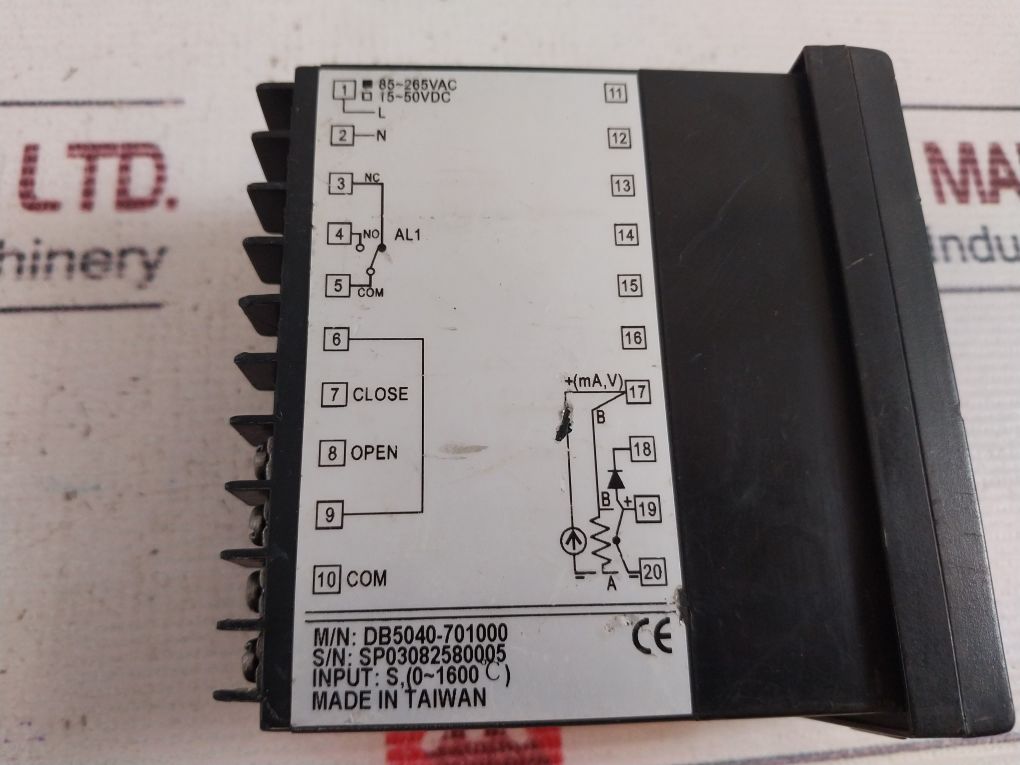 1 ■ 85~265VAC
□ 15~50VDC
L
2 N
3 NC
4 NO AL1
5 COM
6
7 CLOSE
8 OPEN
9
10 COM
11
12
13
14
15
16
+(mA,V) 17
B
18
B + 19
- A - 20
M/N: DB5040-701000
S/N: SP03082580005
INPUT: S,(0~1600℃)
MADE IN TAIWAN
CE
LTD.
hinery
MA
indu